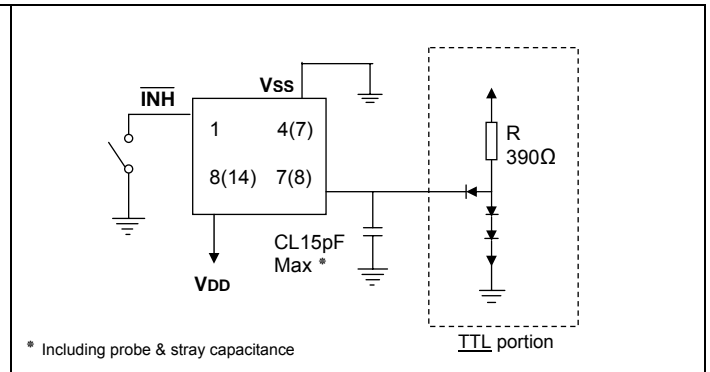 Vss
INH
1 4(7)
8(14) 7(8)
R
390Ω
CL15pF
Max *
VDD
* Including probe & stray capacitance
TTL portion